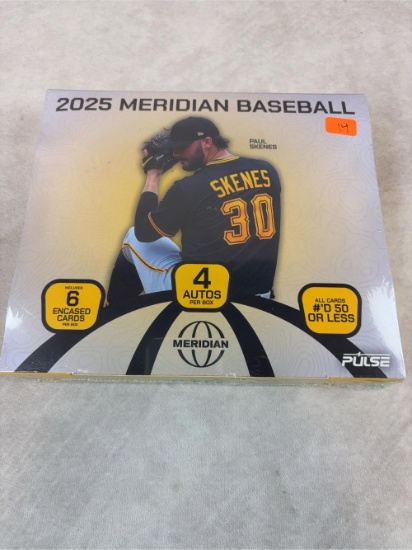 2025 MERIDIAN BASEBALL
14
PAUL
SKENES
SKENES
30
INCLUDES
6
ENCASED
CARDS
PER BOX
4
AUTOS
PER BOX
ALL CARDS
#'D 50
OR LESS
MERIDIAN
PULSE